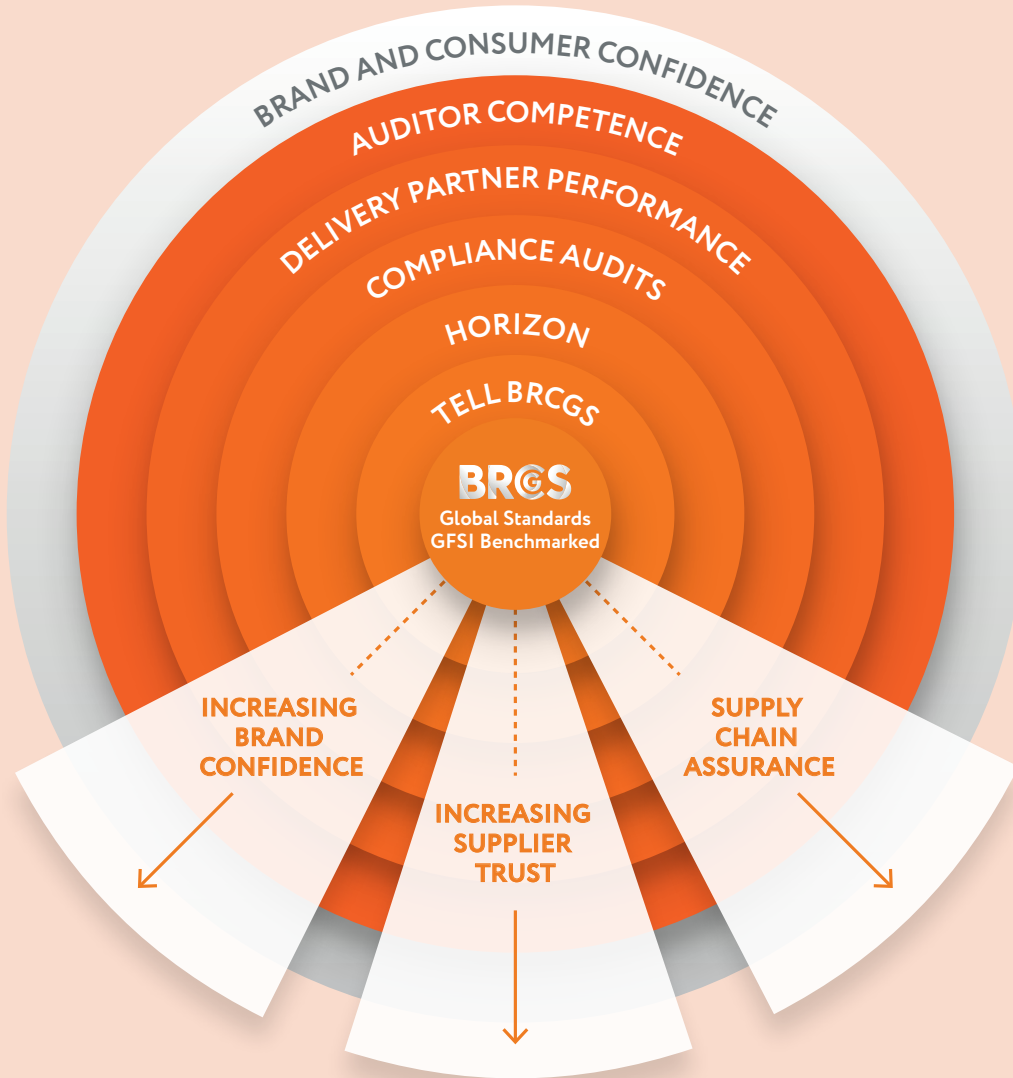 BRAND AND CONSUMER CONFIDENCE
AUDITOR COMPETENCE
DELIVERY PARTNER PERFORMANCE
COMPLIANCE AUDITS
HORIZON
TELL BRCGS
BRCGS
Global Standards
GFSI Benchmarked
INCREASING
BRAND
CONFIDENCE
INCREASING
SUPPLIER
TRUST
SUPPLY
CHAIN
ASSURANCE